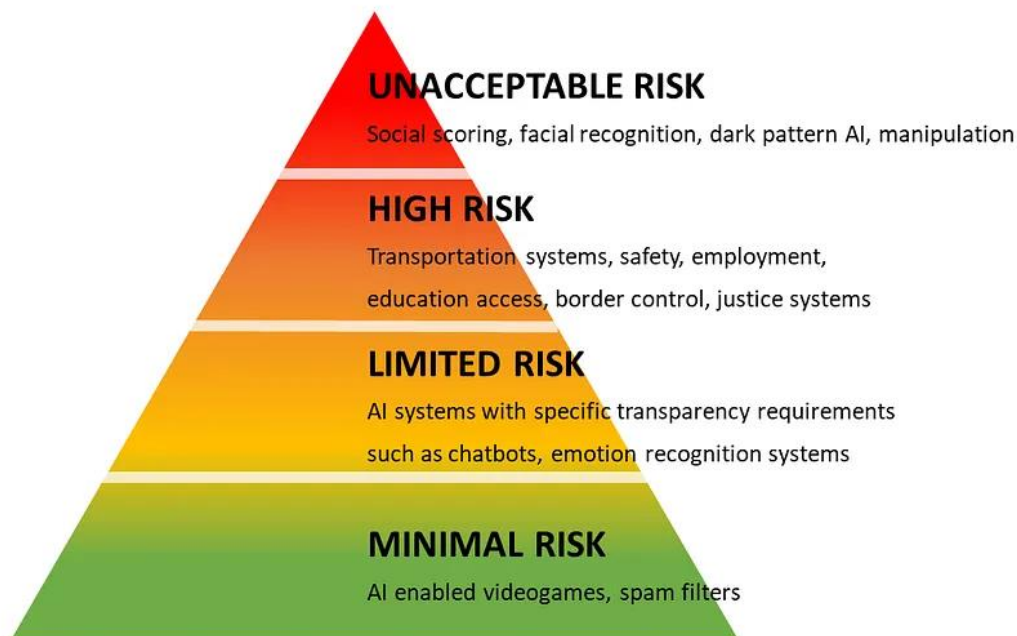 UNACCEPTABLE RISK
Social scoring, facial recognition, dark pattern AI, manipulation
HIGH RISK
Transportation systems, safety, employment,
education access, border control, justice systems
LIMITED RISK
AI systems with specific transparency requirements
such as chatbots, emotion recognition systems
MINIMAL RISK
AI enabled videogames, spam filters